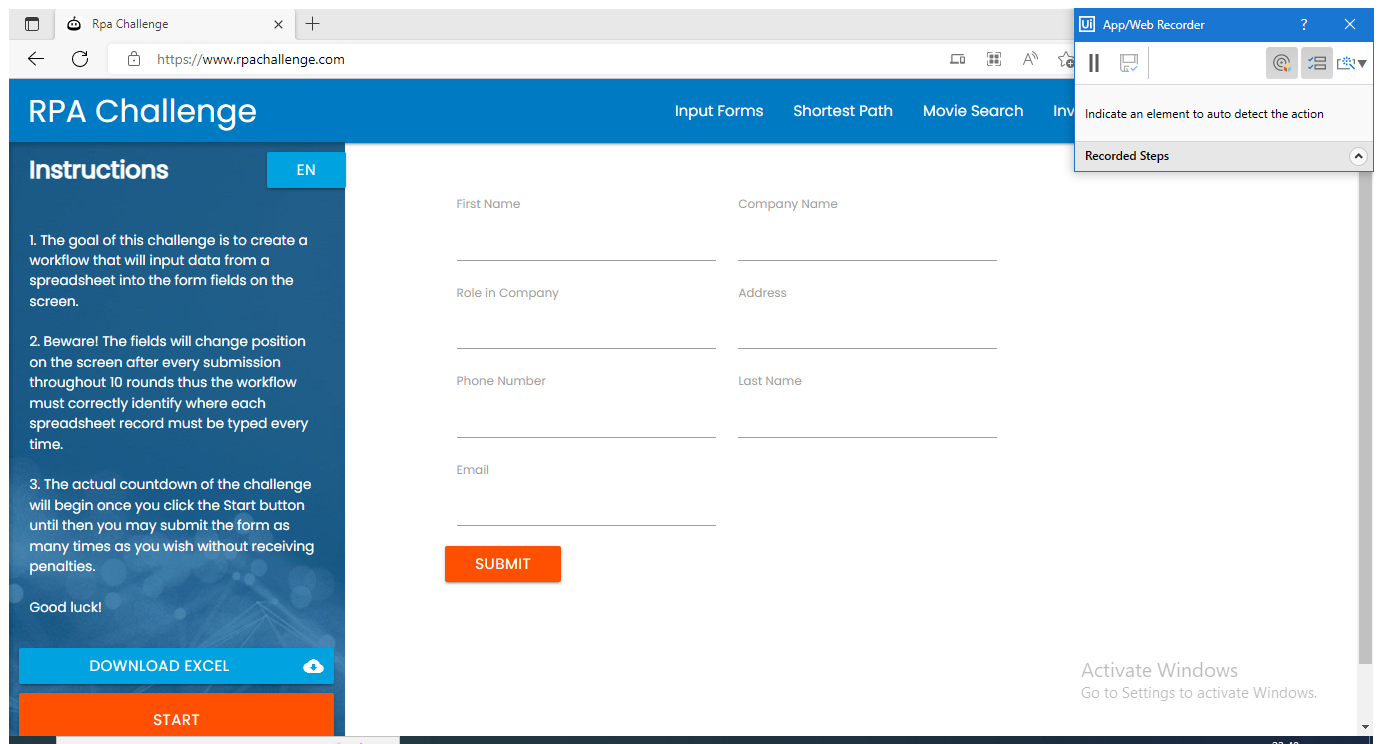 Rpa Challenge
Ui App/Web Recorder ?
https://www.rpachallenge.com
Indicate an element to auto detect the action
Recorded Steps
RPA Challenge
Input Forms Shortest Path Movie Search Inv
Instructions
EN
1. The goal of this challenge is to create a
workflow that will input data from a
spreadsheet into the form fields on the
screen.
2. Beware! The fields will change position
on the screen after every submission
throughout 10 rounds thus the workflow
must correctly identify where each
spreadsheet record must be typed every
time.
3. The actual countdown of the challenge
will begin once you click the Start button
until then you may submit the form as
many times as you wish without receiving
penalties.
Good luck!
DOWNLOAD EXCEL
START
First Name Company Name
Role in Company Address
Phone Number Last Name
Email
SUBMIT
Activate Windows
Go to Settings to activate Windows.